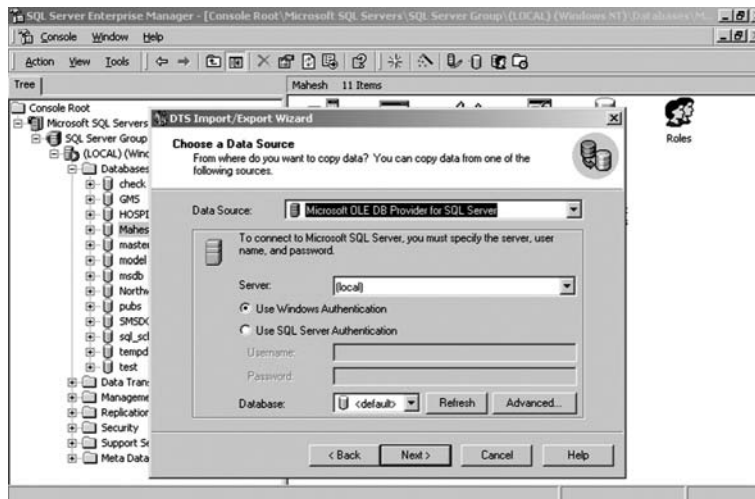 SQL Server Enterprise Manager - [Console Root\Microsoft SQL Servers\SQL Server Group\(LOCAL) (Windows NT)\Databases\M...
Console Window Help
Action View Tools
Tree
Mahesh 11 Items
Console Root
Microsoft SQL Servers
SQL Server Group
(LOCAL) (Winc
Databases
check
GMS
HOSPI
Mahes
master
model
msdb
Northw
pubs
SMSDC
sql_scl
tempd
test
Data Tran
Manageme
Replication
Security
Support Se
Meta Data
Roles
DTS Import/Export Wizard
Choose a Data Source
From where do you want to copy data? You can copy data from one of the
following sources.
Data Source: Microsoft OLE DB Provider for SQL Server
To connect to Microsoft SQL Server, you must specify the server, user
name, and password.
Server: (local)
Use Windows Authentication
Use SQL Server Authentication
Username:
Password:
Database: <default> Refresh Advanced...
< Back Next > Cancel Help